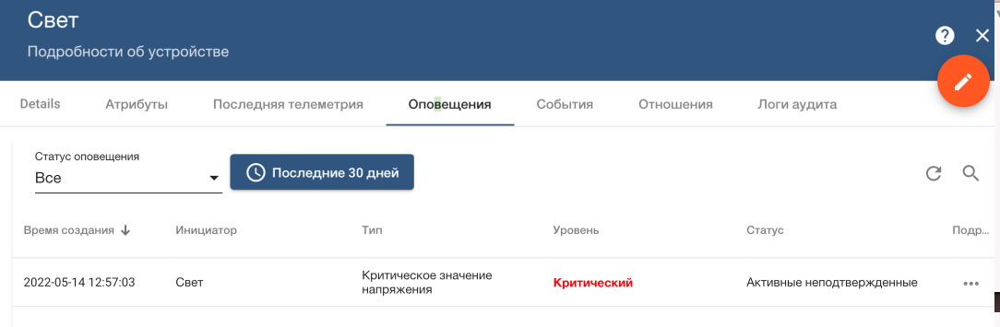 Свет
Подробности об устройстве
Details Атрибуты Последняя телеметрия Оповещения События Отношения Логи аудита
Статус оповещения
Все
Последние 30 дней
Время создания Инициатор Тип Уровень Статус Подр...
2022-05-14 12:57:03 Свет Критическое значение напряжения Критический Активные неподтвержденные